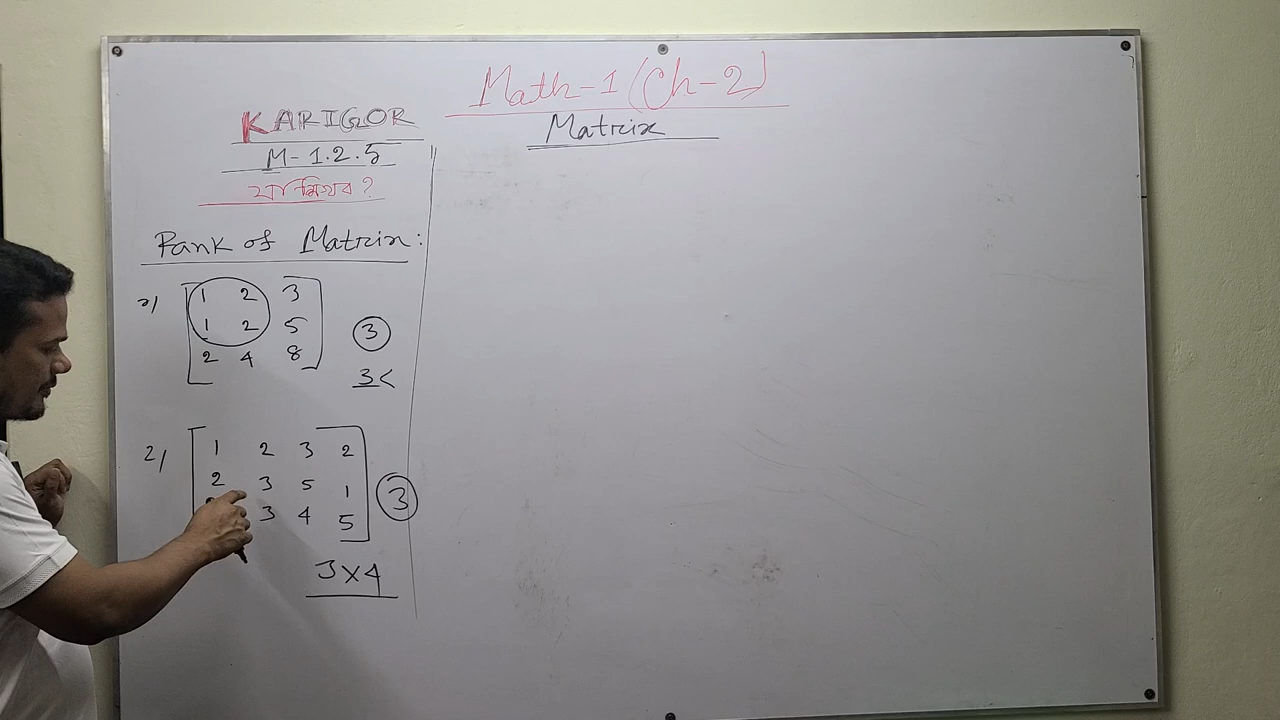 Math-1 (Ch-2)
Matrix
KARIGOR
M-1.2.5
যা শিখব?
Rank of Matrix:
১/
1 2 3
1 2 5
2 4 8
3
3<
2/
1 2 3 2
2 3 5 1
3 4 5
3
3×4